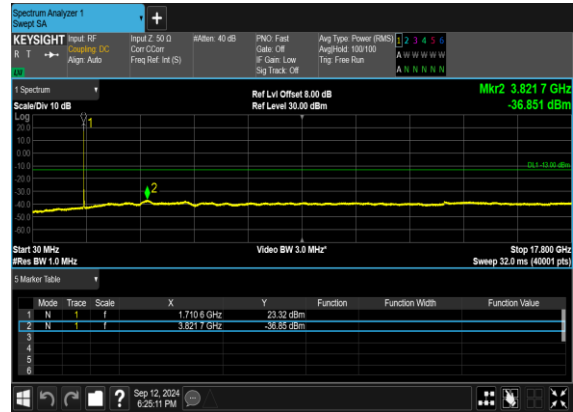 Spectrum Analyzer 1
Swept SA
+
KEYSIGHT Input: RF Input Z: 50 Ω #Atten: 40 dB PNO: Fast Avg Type: Power (RMS) 1 2 3 4 5 6
R T Coupling: DC Corr CCorr Gate: Off Avg|Hold: 100/100 A W W W W W
Align: Auto Freq Ref: Int (S) IF Gain: Low Trig: Free Run
LW Sig Track: Off A N N N N N
1 Spectrum Ref Lvl Offset 8.00 dB Mkr2 3.821 7 GHz
Scale/Div 10 dB Ref Level 30.00 dBm -36.851 dBm
Log
1
20.0
10.0
0.00
-10.0
DL1 -13.00 dBm
-20.0
2
-30.0
-40.0
-50.0
-60.0
Start 30 MHz Video BW 3.0 MHz* Stop 17.800 GHz
#Res BW 1.0 MHz Sweep 32.0 ms (40001 pts)
5 Marker Table
Mode Trace Scale X Y Function Function Width Function Value
1 N 1 f 1.710 6 GHz 23.32 dBm
2 N 1 f 3.821 7 GHz -36.85 dBm
3
4
5
6
? Sep 12, 2024
6:25:11 PM